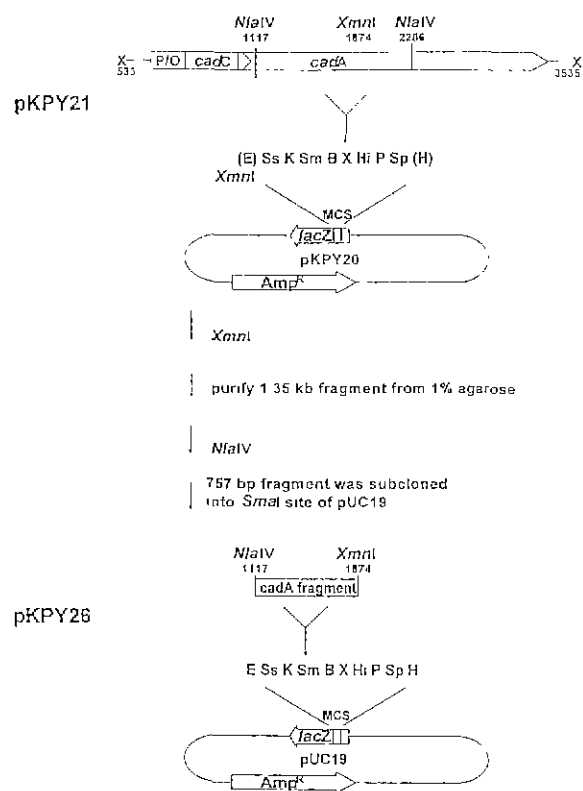 NlaIV XmnI NlaIV
1117 1874 2286
X P/O cadC cadA X
535 3535
pKPY21
(E) Ss K Sm B X Hi P Sp (H)
XmnI
MCS
lacZ
pKPY20
Amp^R
XmnI
purify 1 35 kb fragment from 1% agarose
NlaIV
757 bp fragment was subcloned
into SmaI site of pUC19
NlaIV XmnI
1117 1874
cadA fragment
pKPY26
E Ss K Sm B X Hi P Sp H
MCS
lacZ
pUC19
Amp^R